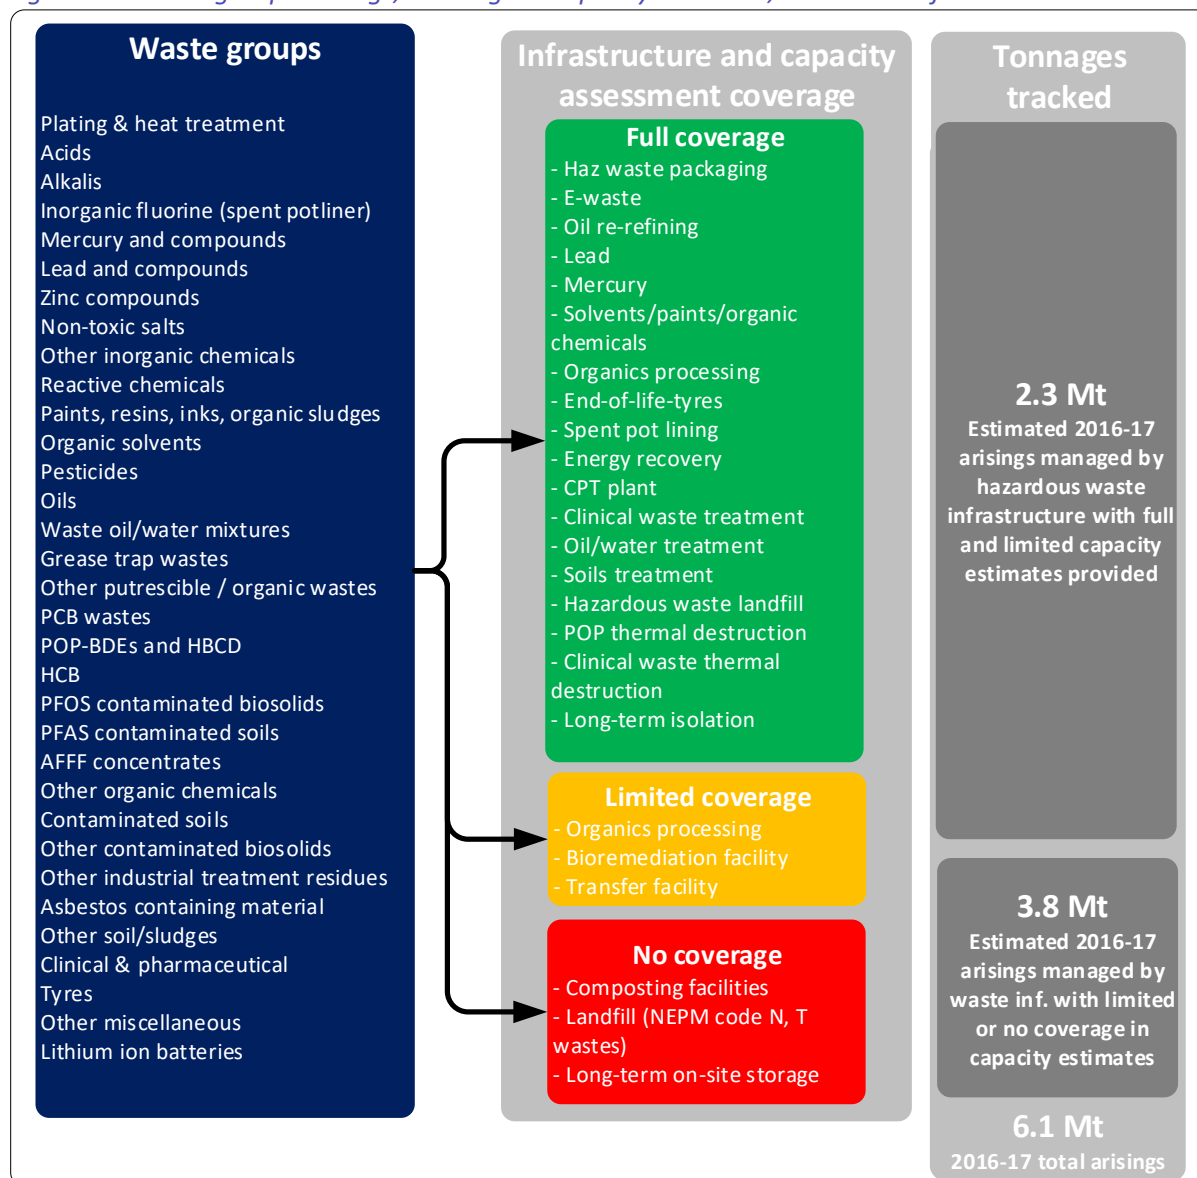 Waste groups
Plating & heat treatment
Acids
Alkalis
Inorganic fluorine (spent potliner)
Mercury and compounds
Lead and compounds
Zinc compounds
Non-toxic salts
Other inorganic chemicals
Reactive chemicals
Paints, resins, inks, organic sludges
Organic solvents
Pesticides
Oils
Waste oil/water mixtures
Grease trap wastes
Other putrescible / organic wastes
PCB wastes
POP-BDEs and HBCD
HCB
PFOS contaminated biosolids
PFAS contaminated soils
AFFF concentrates
Other organic chemicals
Contaminated soils
Other contaminated biosolids
Other industrial treatment residues
Asbestos containing material
Other soil/sludges
Clinical & pharmaceutical
Tyres
Other miscellaneous
Lithium ion batteries
Infrastructure and capacity
assessment coverage
Full coverage
- Haz waste packaging
- E-waste
- Oil re-refining
- Lead
- Mercury
- Solvents/paints/organic
chemicals
- Organics processing
- End-of-life-tyres
- Spent pot lining
- Energy recovery
- CPT plant
- Clinical waste treatment
- Oil/water treatment
- Soils treatment
- Hazardous waste landfill
- POP thermal destruction
- Clinical waste thermal
destruction
- Long-term isolation
Limited coverage
- Organics processing
- Bioremediation facility
- Transfer facility
No coverage
- Composting facilities
- Landfill (NEPM code N, T
wastes)
- Long-term on-site storage
Tonnages
tracked
2.3 Mt
Estimated 2016-17
arisings managed by
hazardous waste
infrastructure with full
and limited capacity
estimates provided
3.8 Mt
Estimated 2016-17
arisings managed by
waste inf. with limited
or no coverage in
capacity estimates
6.1 Mt
2016-17 total arisings